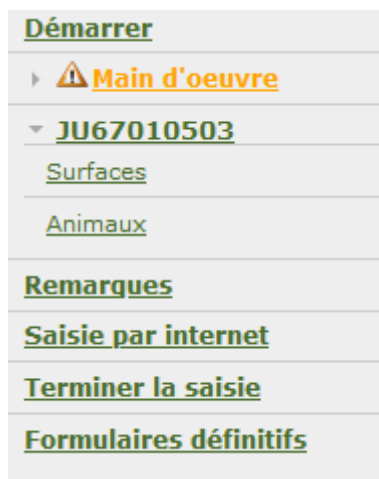 Démarrer
Main d'oeuvre
JU67010503
Surfaces
Animaux
Remarques
Saisie par internet
Terminer la saisie
Formulaires définitifs